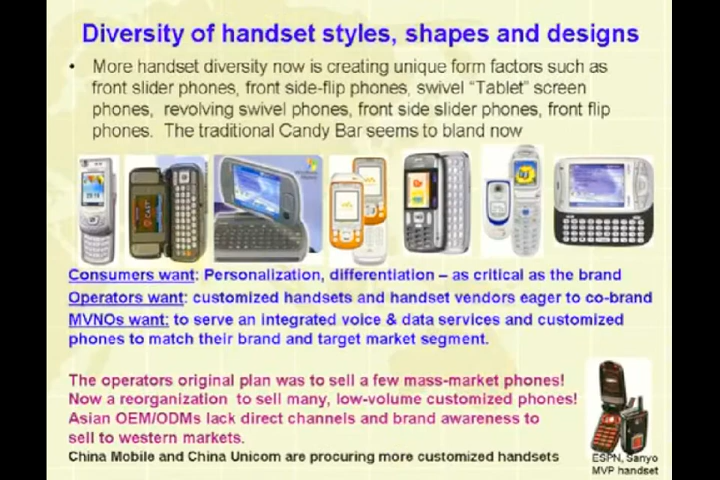 Diversity of handset styles, shapes and designs
• More handset diversity now is creating unique form factors such as
front slider phones, front side-flip phones, swivel "Tablet" screen
phones, revolving swivel phones, front side slider phones, front flip
phones. The traditional Candy Bar seems to bland now
Consumers want: Personalization, differentiation – as critical as the brand
Operators want: customized handsets and handset vendors eager to co-brand
MVNOs want: to serve an integrated voice & data services and customized
phones to match their brand and target market segment.
The operators original plan was to sell a few mass-market phones!
Now a reorganization to sell many, low-volume customized phones!
Asian OEM/ODMs lack direct channels and brand awareness to
sell to western markets.
China Mobile and China Unicom are procuring more customized handsets
ESPN, Sanyo
MVP handset